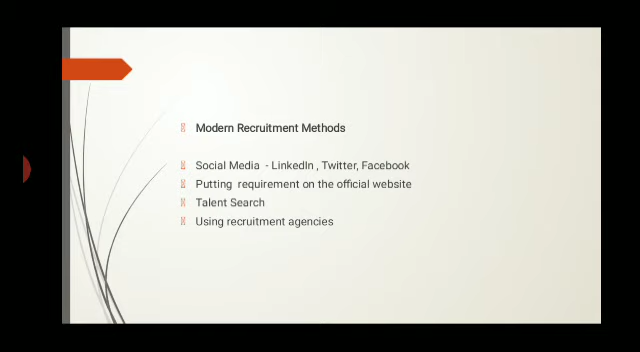 Modern Recruitment Methods
Social Media - LinkedIn , Twitter, Facebook
Putting requirement on the official website
Talent Search
Using recruitment agencies